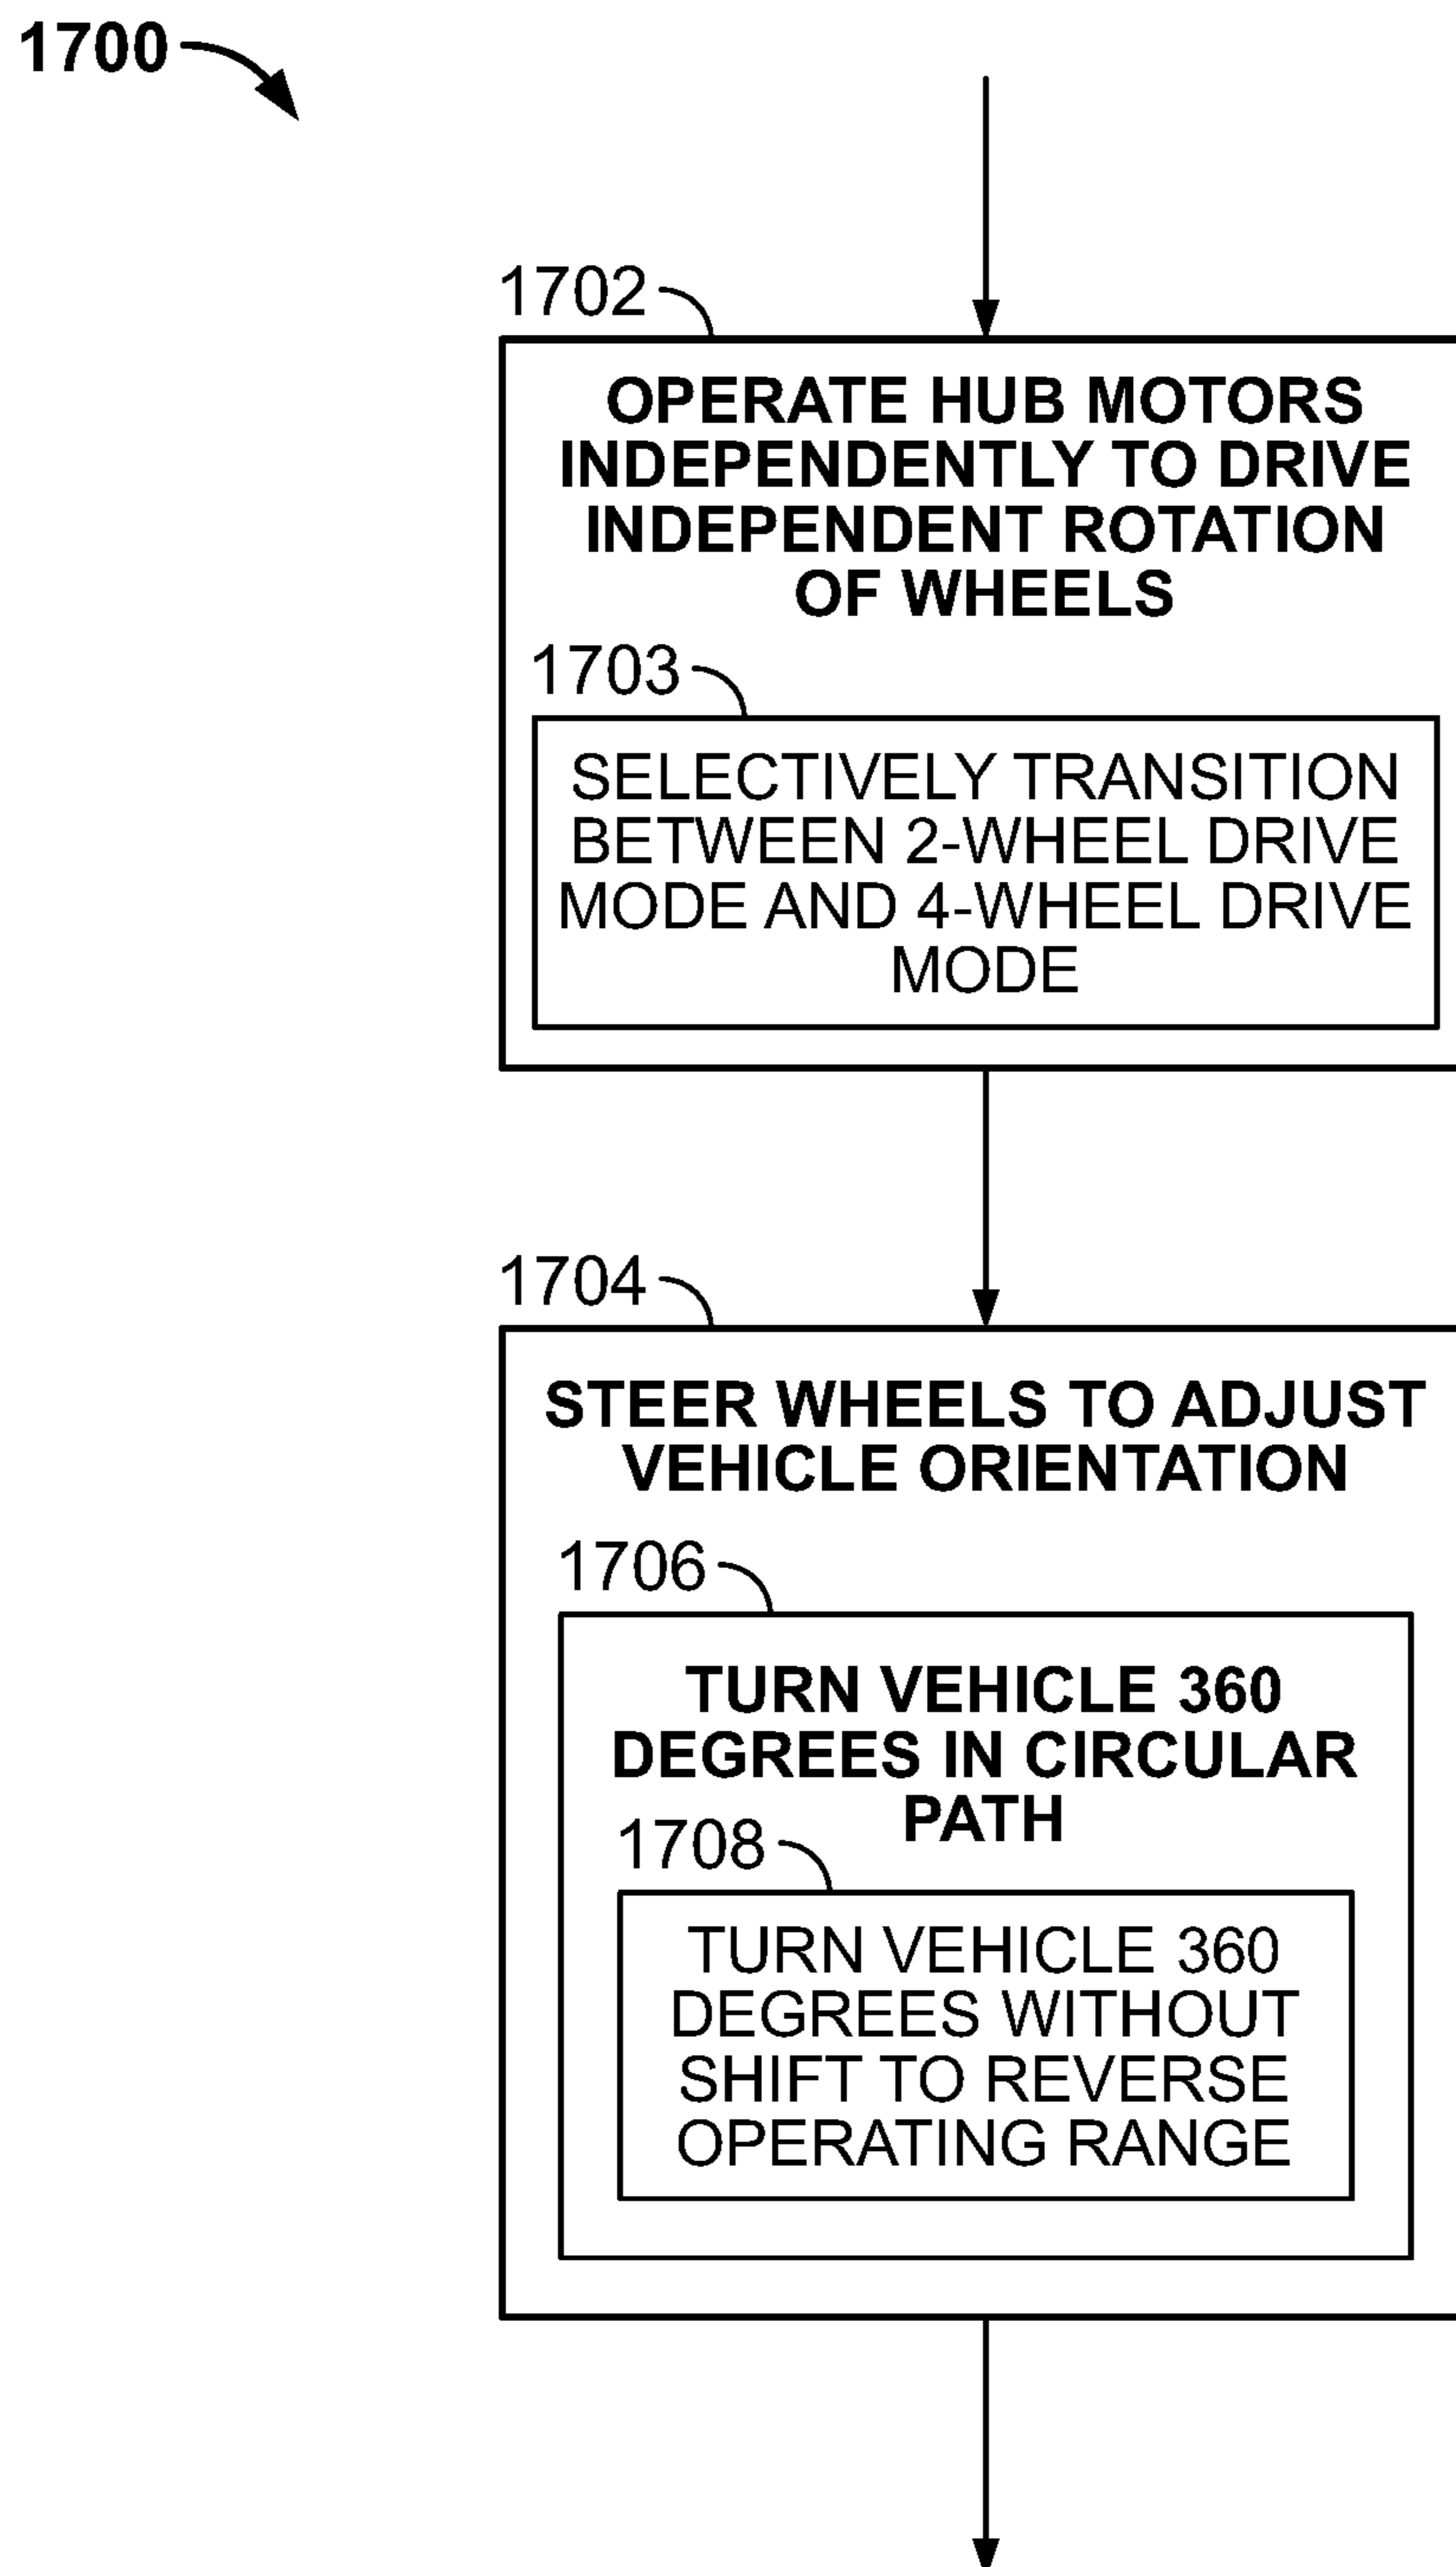 1700
1702
OPERATE HUB MOTORS
INDEPENDENTLY TO DRIVE
INDEPENDENT ROTATION
OF WHEELS
1703
SELECTIVELY TRANSITION
BETWEEN 2-WHEEL DRIVE
MODE AND 4-WHEEL DRIVE
MODE
1704
STEER WHEELS TO ADJUST
VEHICLE ORIENTATION
1706
TURN VEHICLE 360
DEGREES IN CIRCULAR
PATH
1708
TURN VEHICLE 360
DEGREES WITHOUT
SHIFT TO REVERSE
OPERATING RANGE